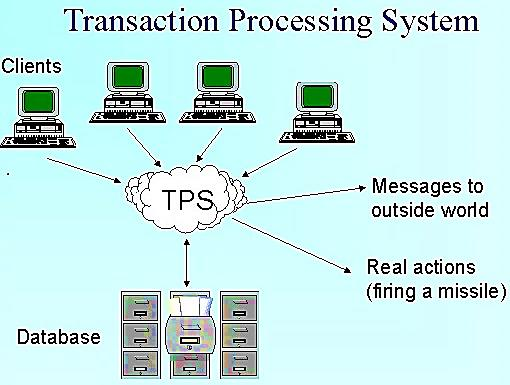 Transaction Processing System
Clients
TPS
Messages to
outside world
Real actions
(firing a missile)
Database